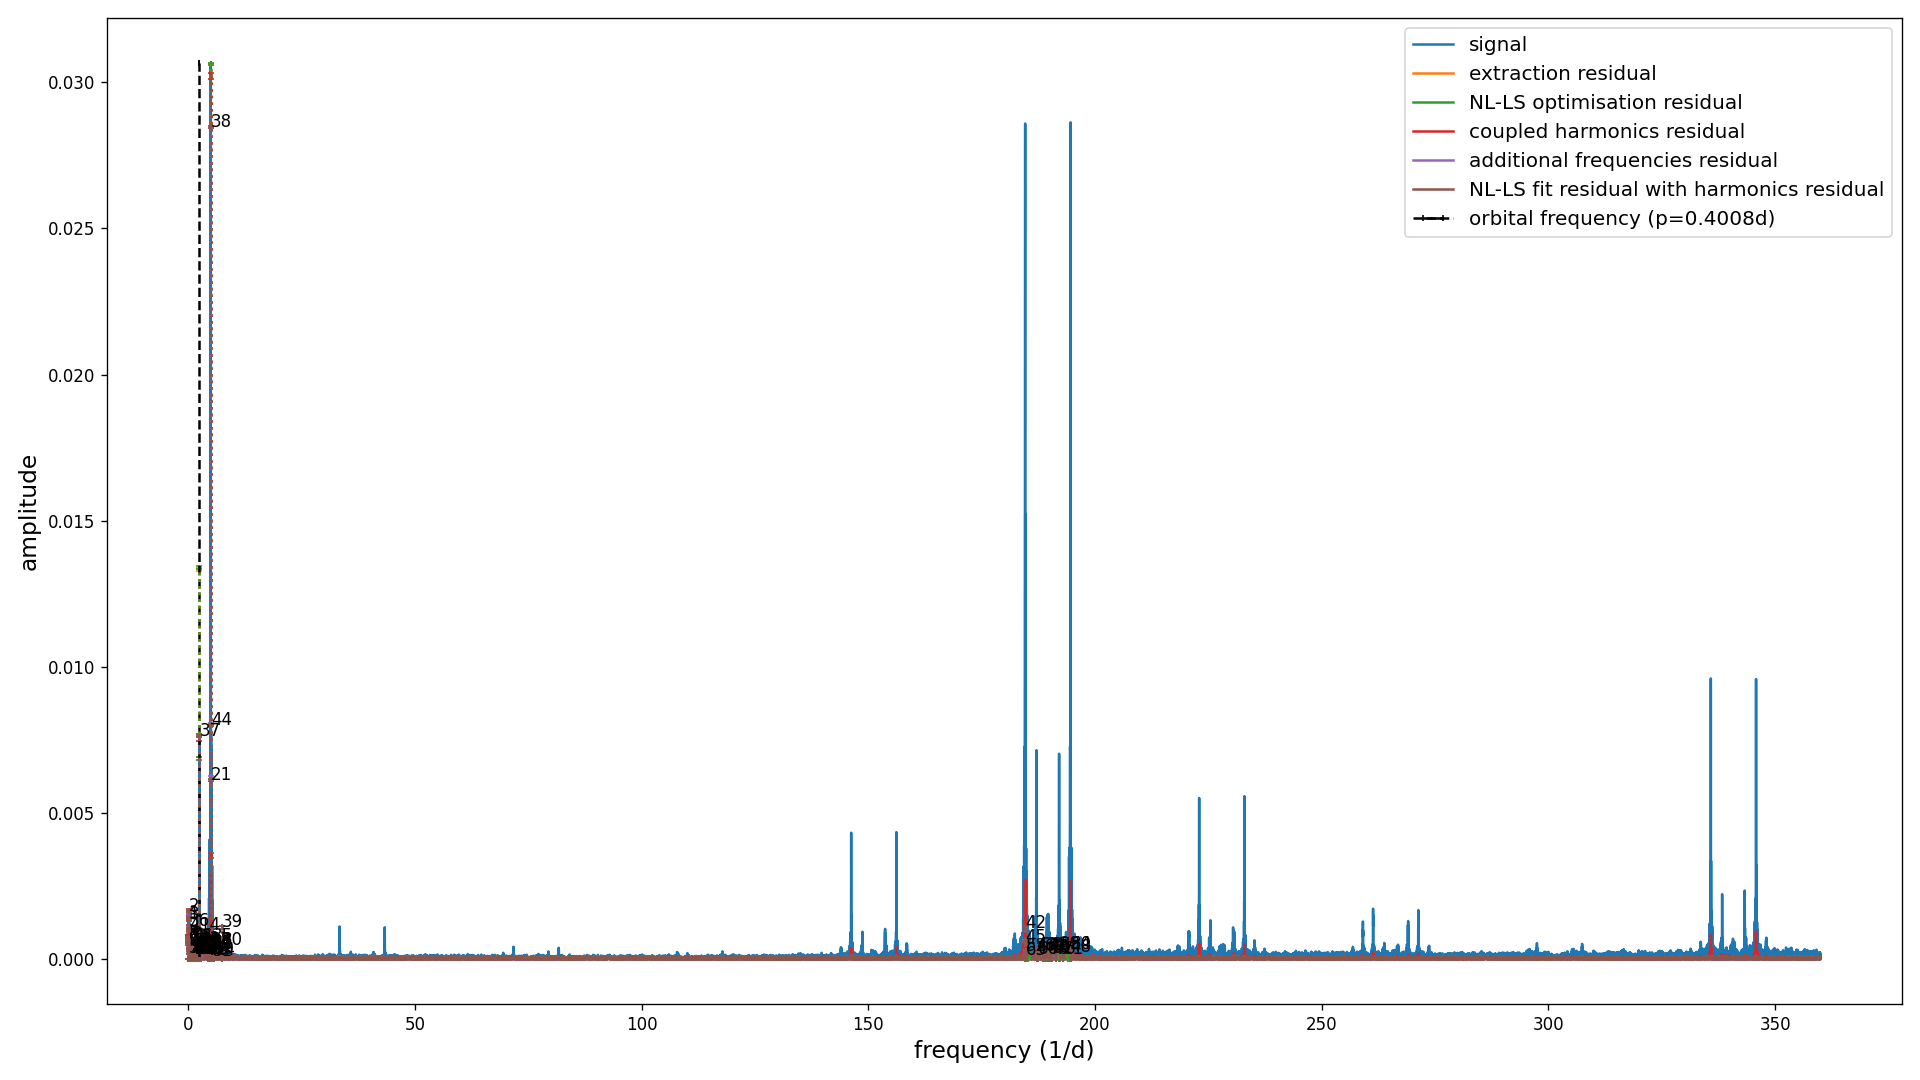 signal
extraction residual
NL-LS optimisation residual
coupled harmonics residual
additional frequencies residual
NL-LS fit residual with harmonics residual
orbital frequency (p=0.4008d)
0.030
38
0.025
0.020
0.015
0.010
44
37
21
0.005
2
39
42
45
0.000
0
50
100
150
200
250
300
350
frequency (1/d)
amplitude